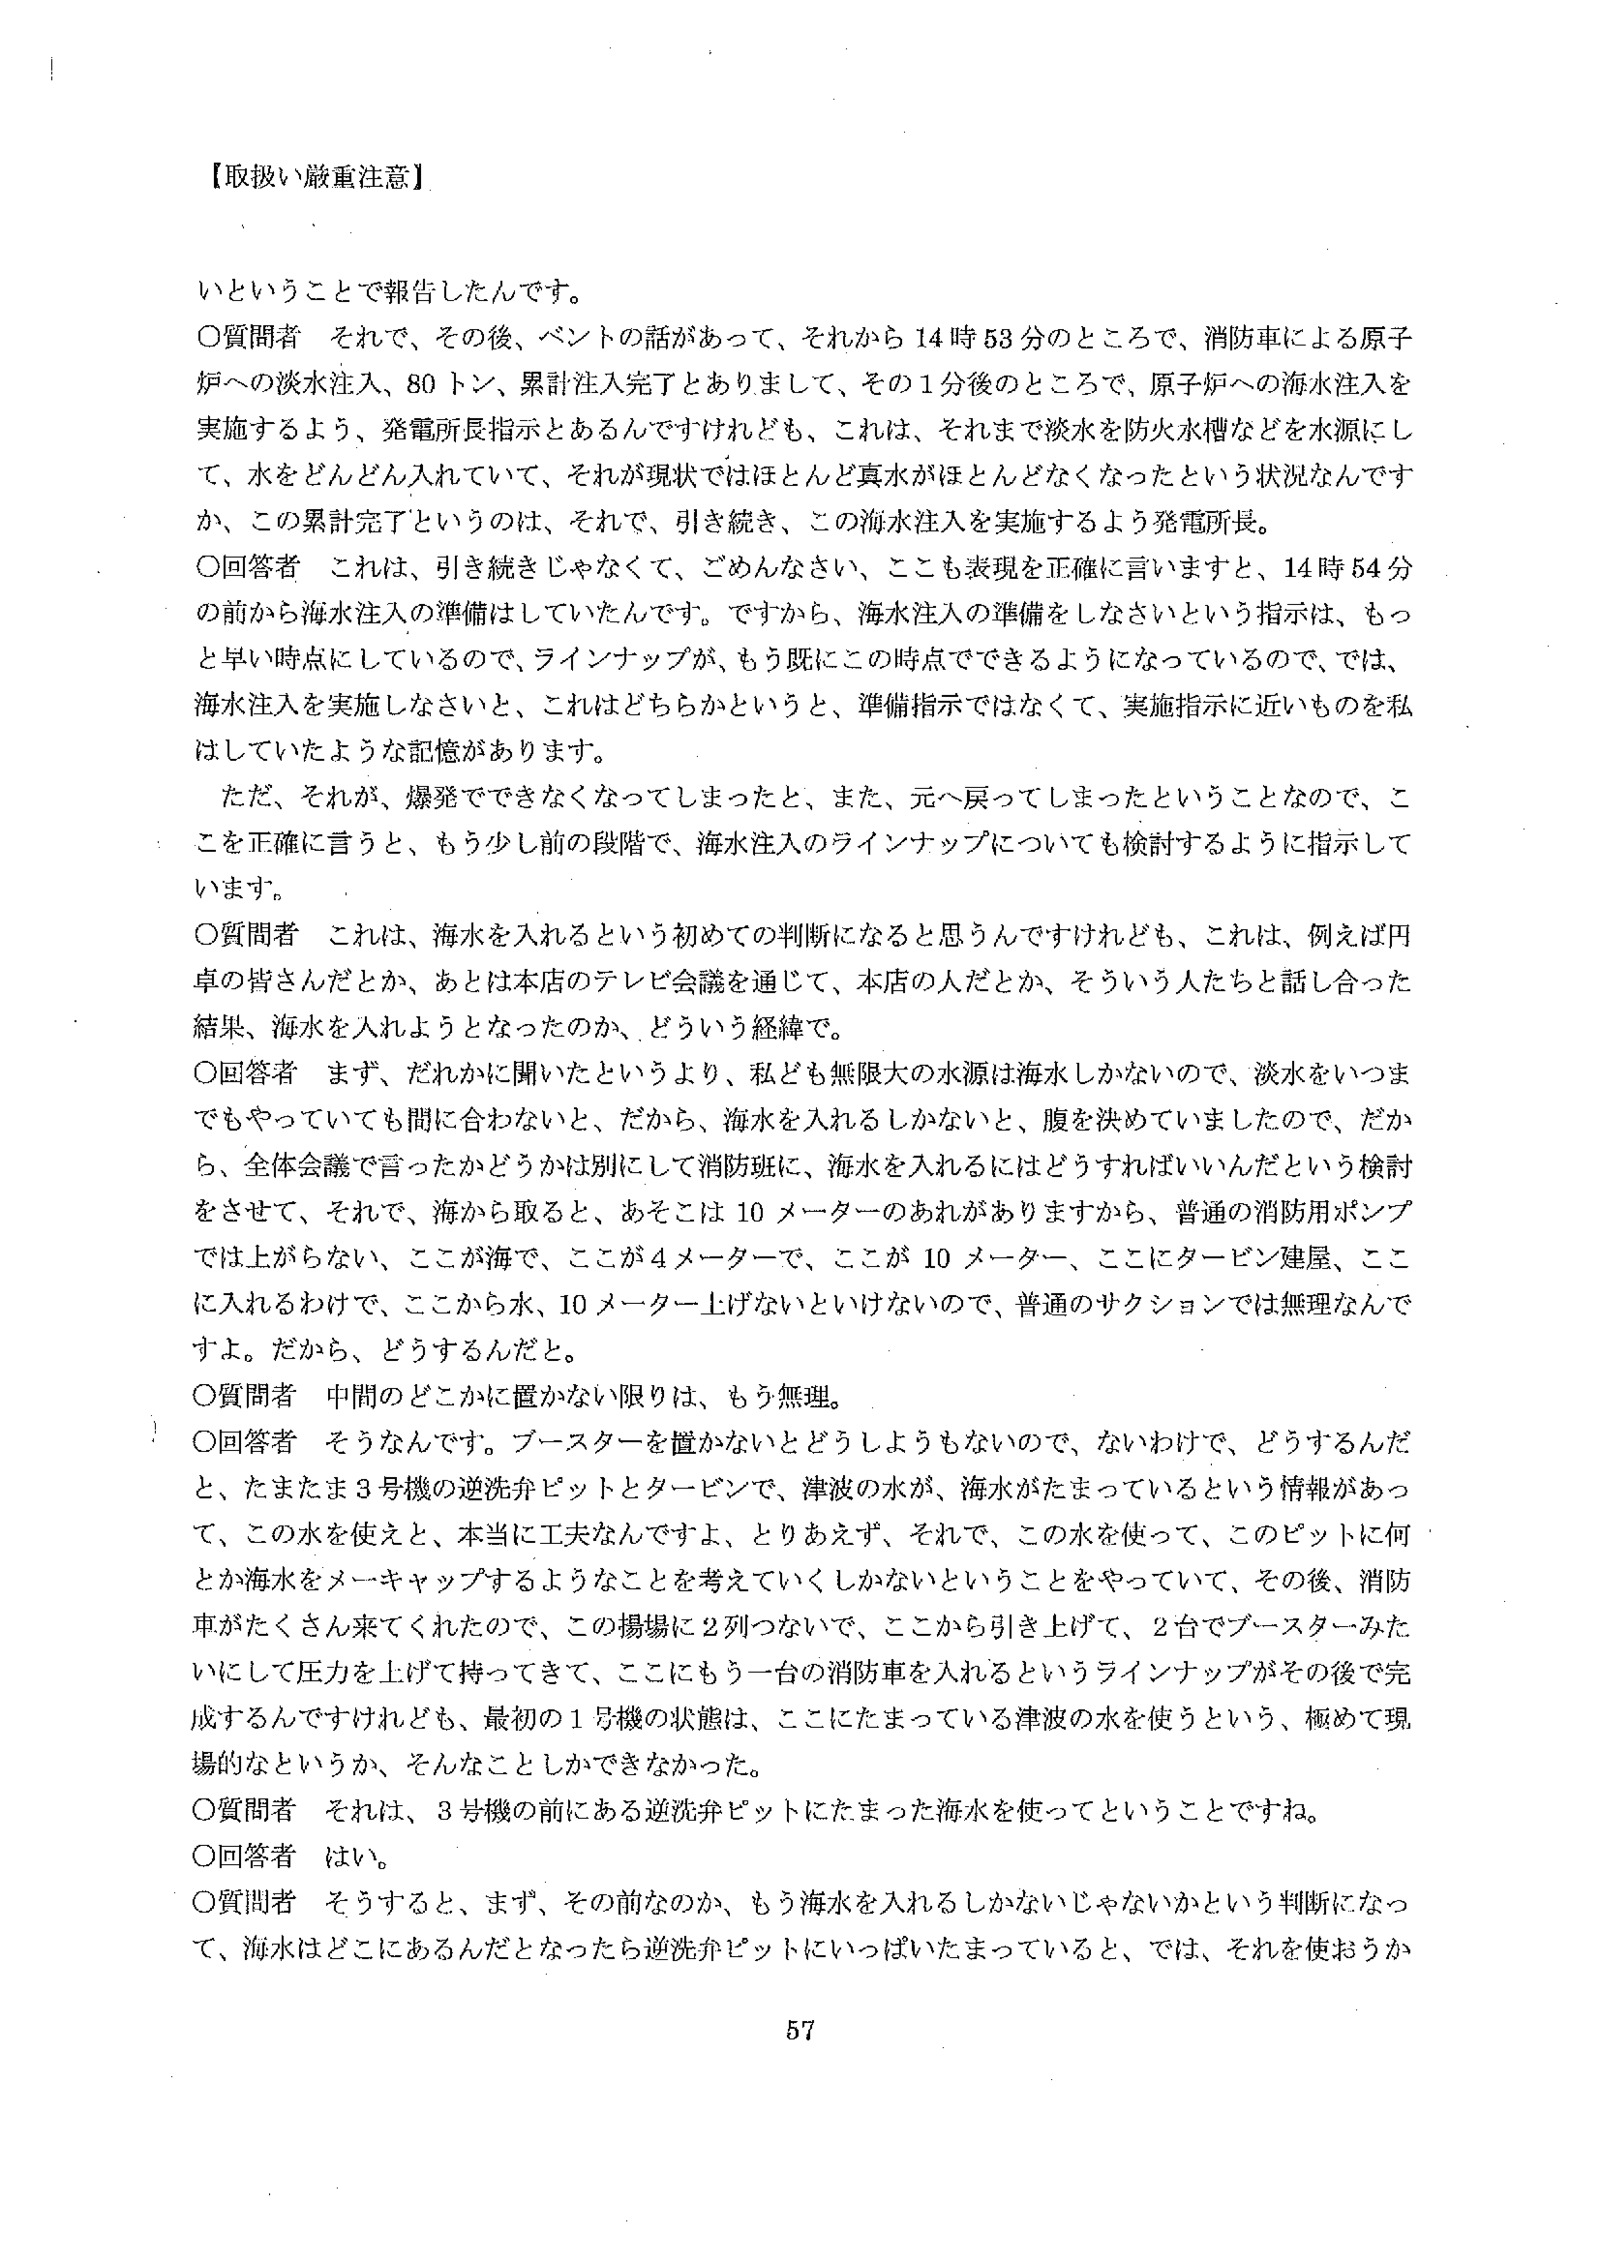 【取扱い厳重注意】
いということで報告したんです。
○質問者　それで、その後、ベントの話があって、それから 14 時 53 分のところで、消防車による原子
炉への淡水注入、80 トン、累計注入完了とありまして、その１分後のところで、原子炉への海水注入を
実施するよう、発電所長指示とあるんですけれども、これは、それまで淡水を防火水槽などを水源にし
て、水をどんどん入れていて、それが現状ではほとんど真水がほとんどなくなったという状況なんです
か、この累計完了というのは、それで、引き続き、この海水注入を実施するよう発電所長。
○回答者　これは、引き続きじゃなくて、ごめんなさい、ここも表現を正確に言いますと、14 時 54 分
の前から海水注入の準備はしていたんです。ですから、海水注入の準備をしなさいという指示は、もっ
と早い時点にしているので、ラインナップが、もう既にこの時点でできるようになっているので、では、
海水注入を実施しなさいと、これはどちらかというと、準備指示ではなくて、実施指示に近いものを私
はしていたような記憶があります。
　ただ、それが、爆発でできなくなってしまったと、また、元へ戻ってしまったということなので、こ
こを正確に言うと、もう少し前の段階で、海水注入のラインナップについても検討するように指示して
います。
○質問者　これは、海水を入れるという初めての判断になると思うんですけれども、これは、例えば円
卓の皆さんだとか、あとは本店のテレビ会議を通じて、本店の人だとか、そういう人たちと話し合った
結果、海水を入れようとなったのか、どういう経緯で。
○回答者　まず、だれかに聞いたというより、私ども無限大の水源は海水しかないので、淡水をいつま
でもやっていても間に合わないと、だから、海水を入れるしかないと、腹を決めていましたので、だか
ら、全体会議で言ったかどうかは別にして消防班に、海水を入れるにはどうすればいいんだという検討
をさせて、それで、海から取ると、あそこは 10 メーターのあれがありますから、普通の消防用ポンプ
では上がらない、ここが海で、ここが４メーターで、ここが 10 メーター、ここにタービン建屋、ここ
に入れるわけで、ここから水、10 メーター上げないといけないので、普通のサクションでは無理なんで
すよ。だから、どうするんだと。
○質問者　中間のどこかに置かない限りは、もう無理。
○回答者　そうなんです。ブースターを置かないとどうしようもないので、ないわけで、どうするんだ
と、たまたま３号機の逆洗弁ピットとタービンで、津波の水が、海水がたまっているという情報があっ
て、この水を使えと、本当に工夫なんですよ、とりあえず、それで、この水を使って、このピットに何
とか海水をメーキャップするようなことを考えていくしかないということをやっていて、その後、消防
車がたくさん来てくれたので、この揚場に２列つないで、ここから引き上げて、２台でブースターみた
いにして圧力を上げて持ってきて、ここにもう一台の消防車を入れるというラインナップがその後で完
成するんですけれども、最初の１号機の状態は、ここにたまっている津波の水を使うという、極めて現
場的なというか、そんなことしかできなかった。
○質問者　それは、３号機の前にある逆洗弁ピットにたまった海水を使ってということですね。
○回答者　はい。
○質問者　そうすると、まず、その前なのか、もう海水を入れるしかないじゃないかという判断になっ
て、海水はどこにあるんだとなったら逆洗弁ピットにいっぱいたまっていると、では、それを使おうか
57